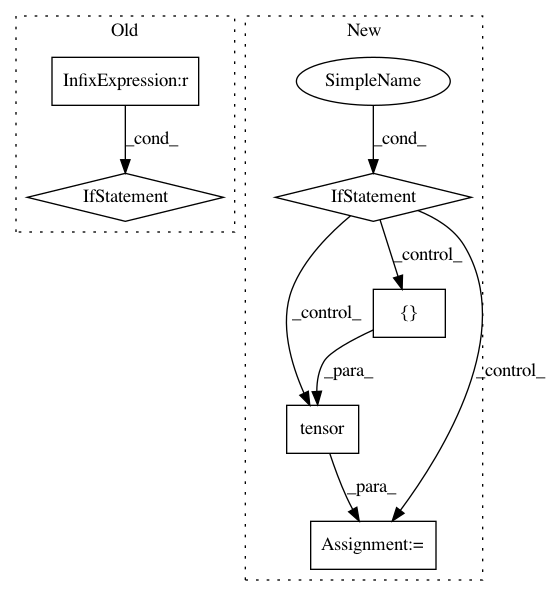 Old
New
InfixExpression:r
SimpleName
_cond_
_cond_
IfStatement
IfStatement
_control_
_control_
{}
_control_
_para_
tensor
_para_
Assignment:=